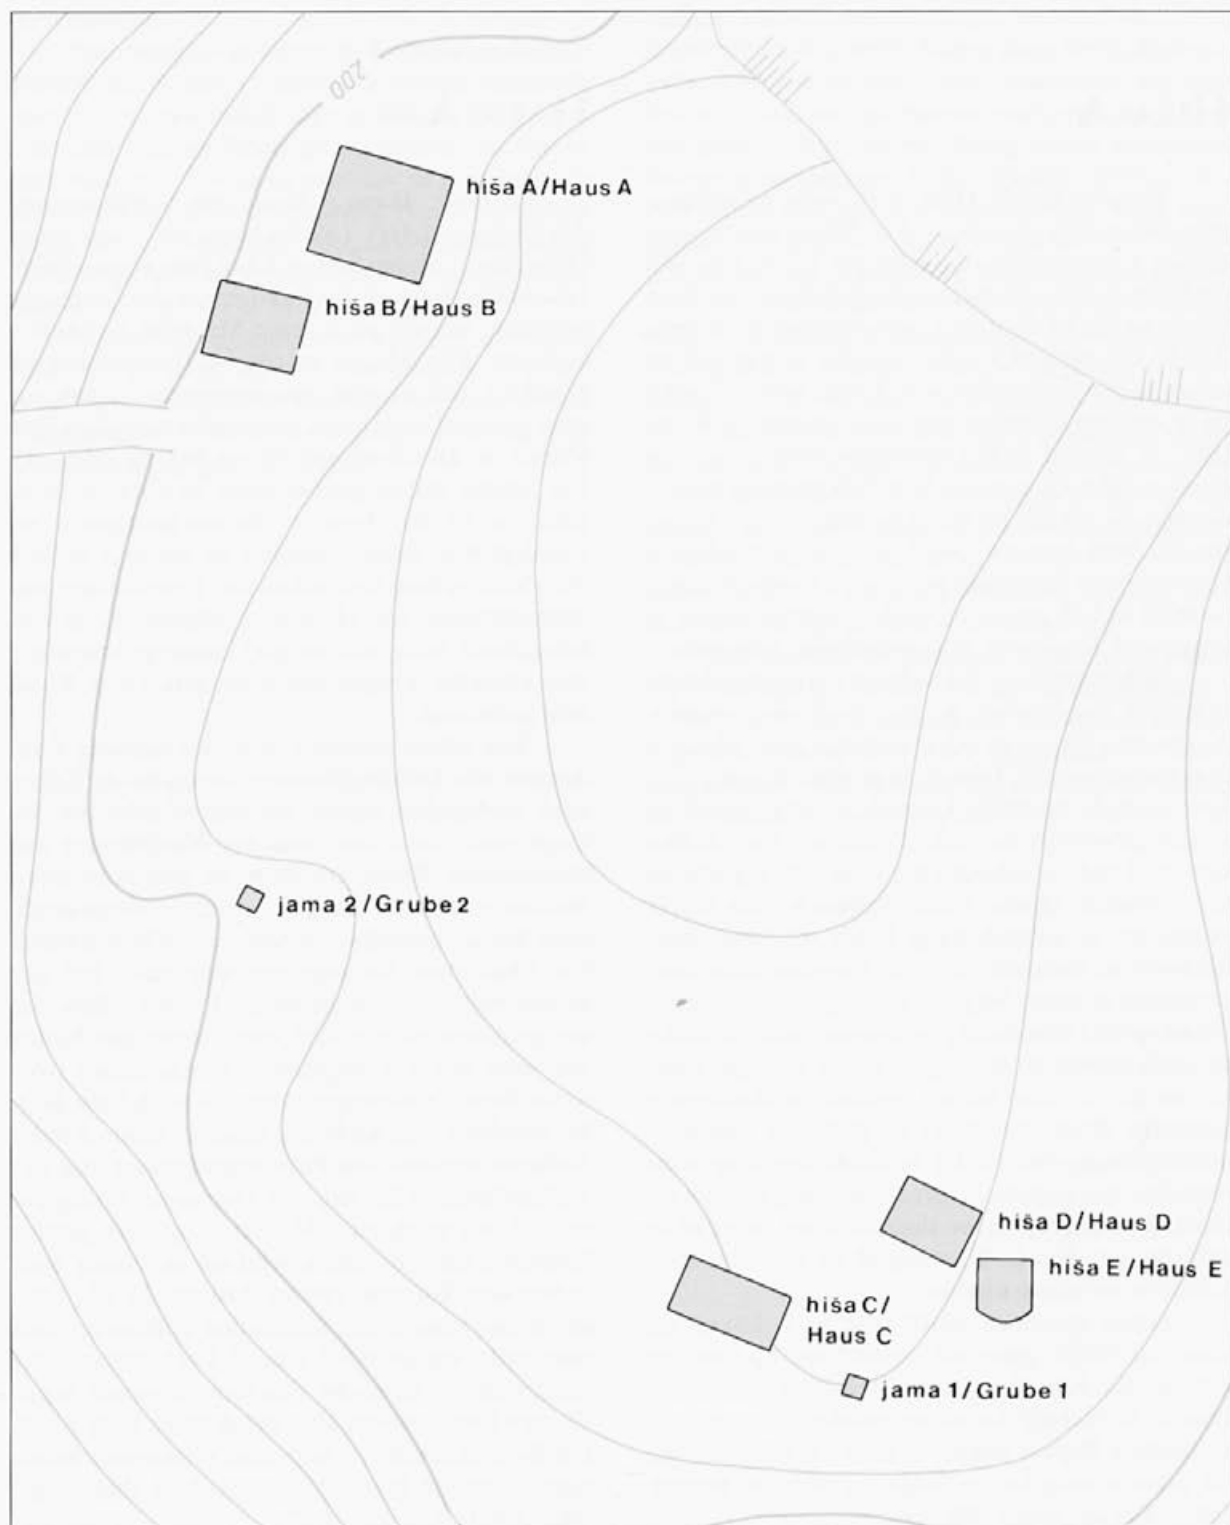 200
hiša A/Haus A
hiša B/Haus B
jama 2/Grube 2
hiša D/Haus D
hiša E/Haus E
hiša C/
Haus C
jama 1/Grube 1